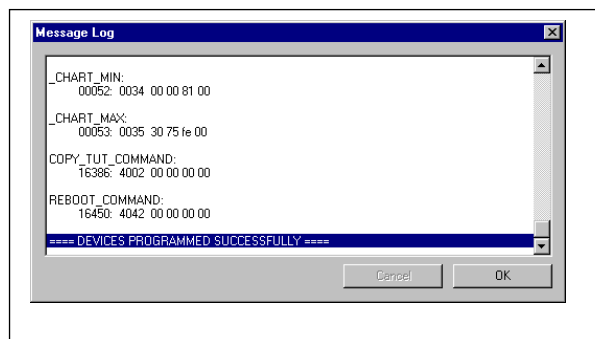 Message Log
_CHART_MIN:
00052: 0034 00 00 81 00
_CHART_MAX:
00053: 0035 30 75 fe 00
COPY_TUT_COMMAND:
16386: 4002 00 00 00 00
REBOOT_COMMAND:
16450: 4042 00 00 00 00
==== DEVICES PROGRAMMED SUCCESSFULLY ====
Cancel
OK